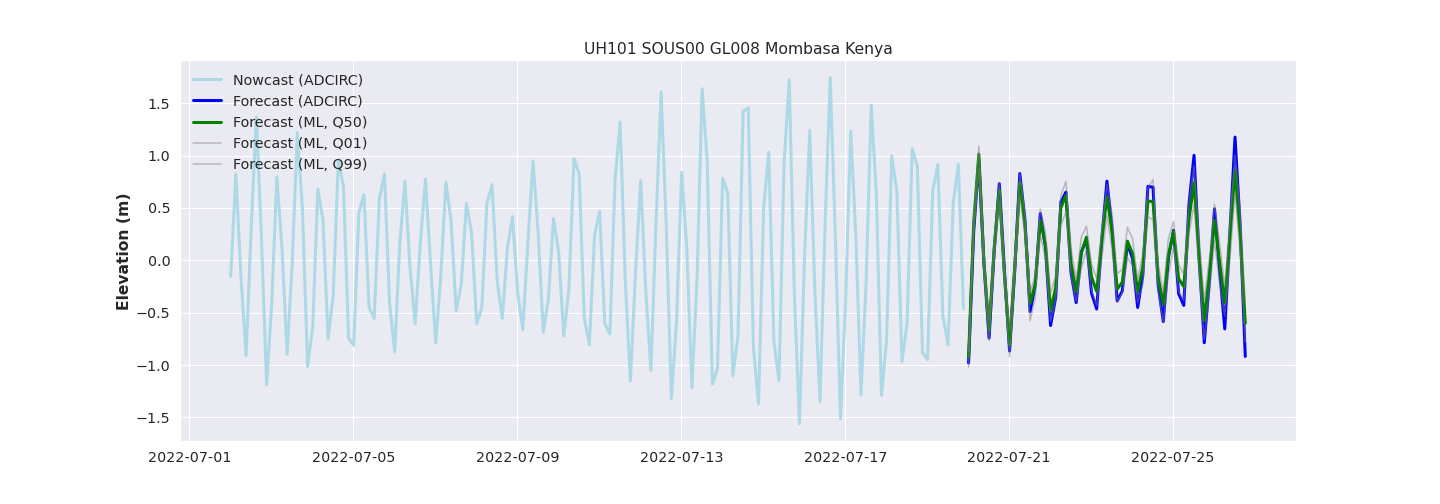 UH101 SOUS00 GL008 Mombasa Kenya
Nowcast (ADCIRC)
Forecast (ADCIRC)
Forecast (ML, Q50)
Forecast (ML, Q01)
Forecast (ML, Q99)
Elevation (m)
1.5
1.0
0.5
0.0
−0.5
−1.0
−1.5
2022-07-01 2022-07-05 2022-07-09 2022-07-13 2022-07-17 2022-07-21 2022-07-25